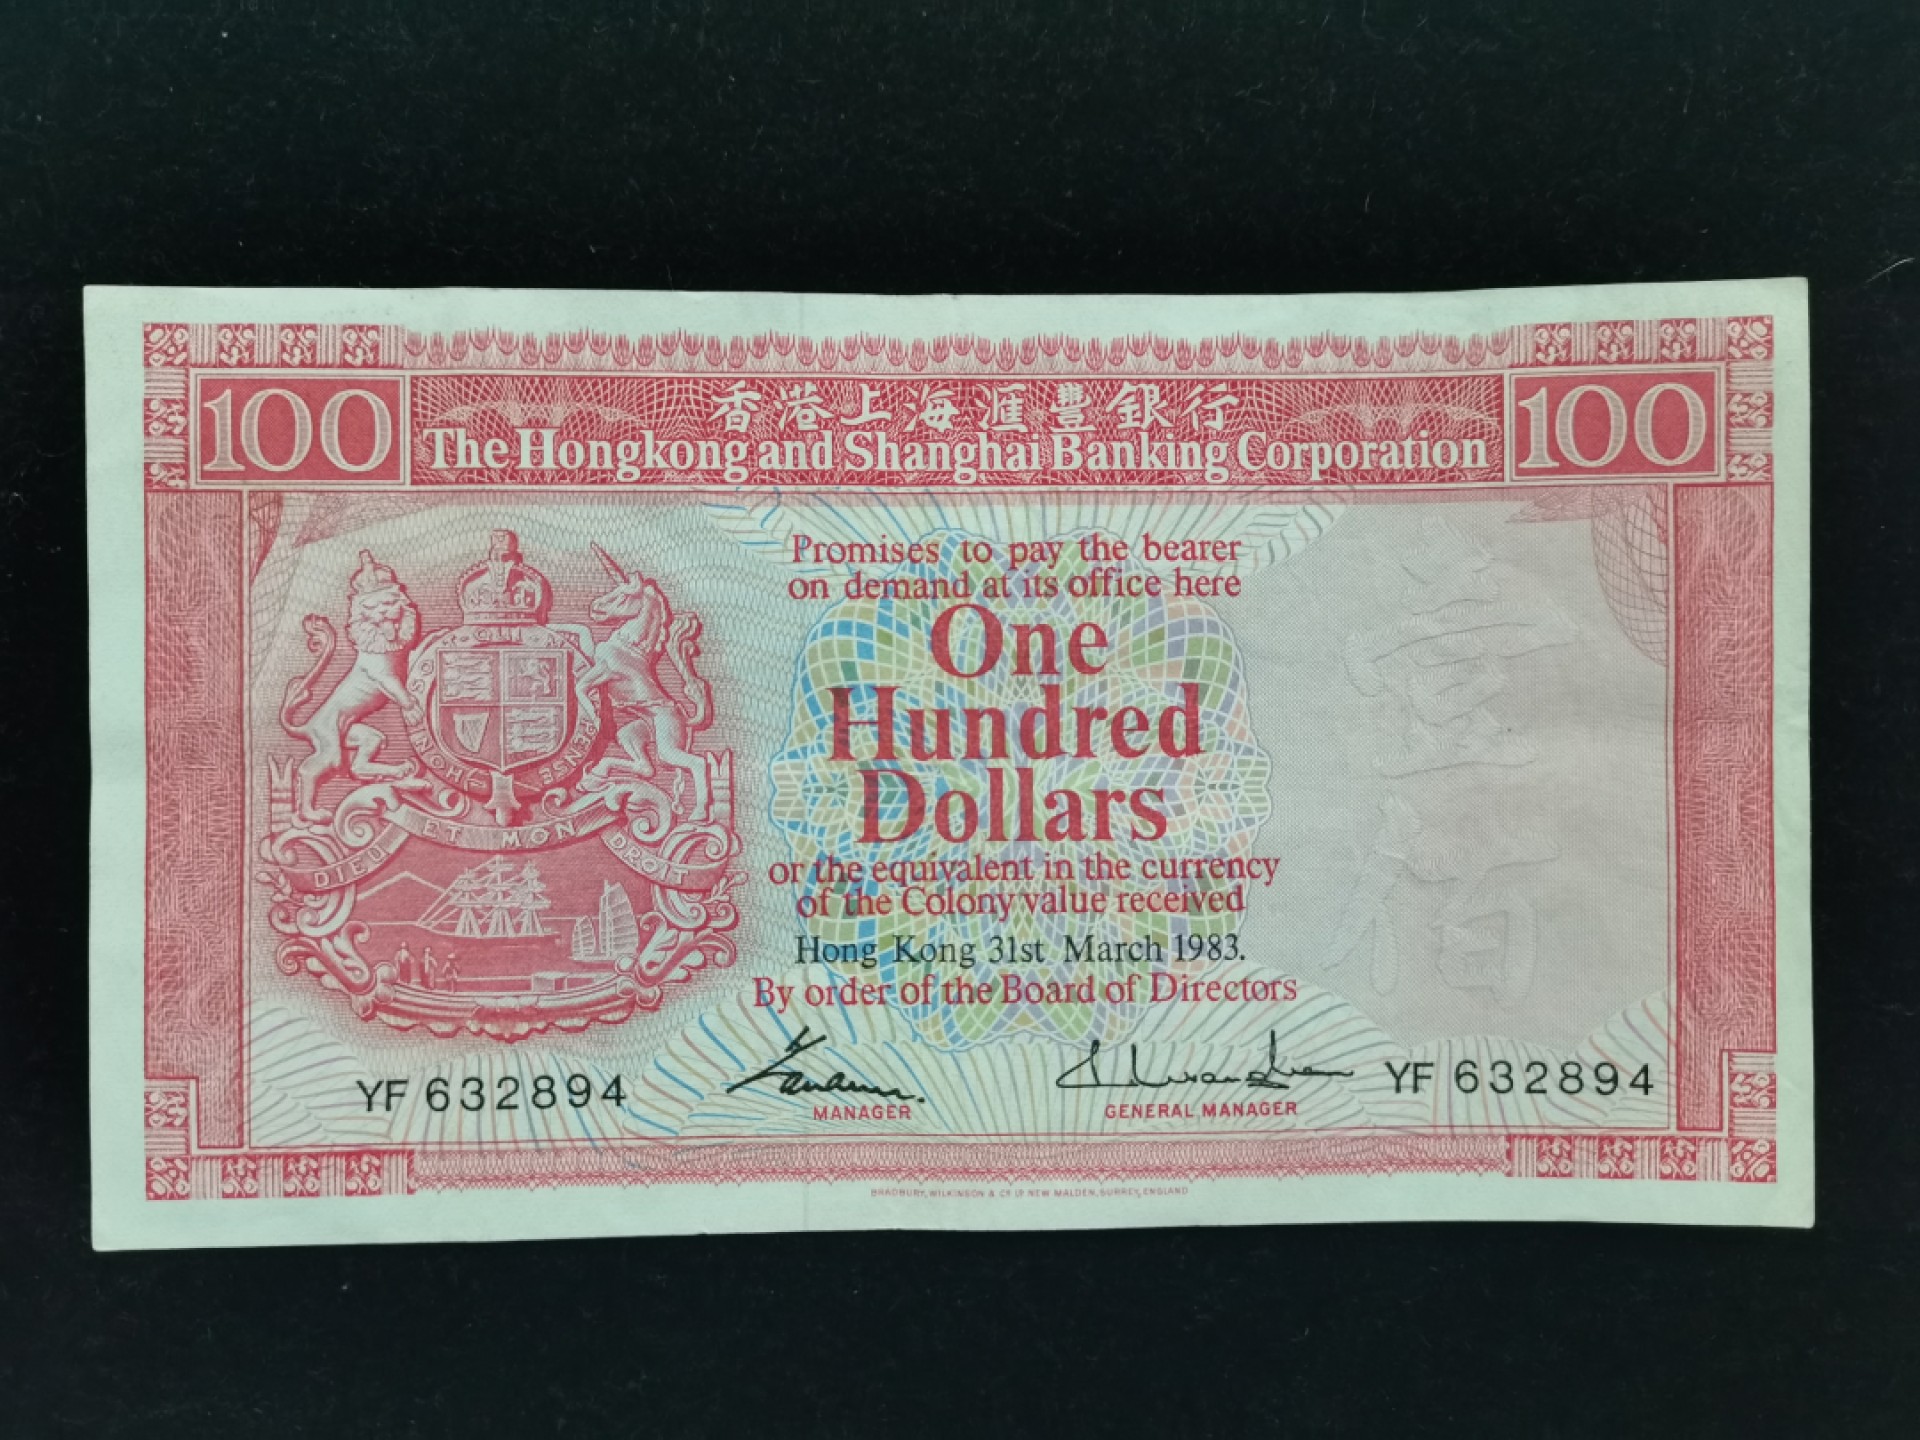 香港上海滙豐銀行
100 The Hongkong and Shanghai Banking Corporation 100
Promises to pay the bearer
on demand at its office here
One
Hundred
Dollars
or the equivalent in the currency
of the Colony value received
Hong Kong 31st March 1983.
By order of the Board of Directors
壹佰
DIEU ET MON DROIT
YF 632894
MANAGER
GENERAL MANAGER
YF 632894
BRADBURY, WILKINSON & Cº Lº NEW MALDEN, SURREY, ENGLAND